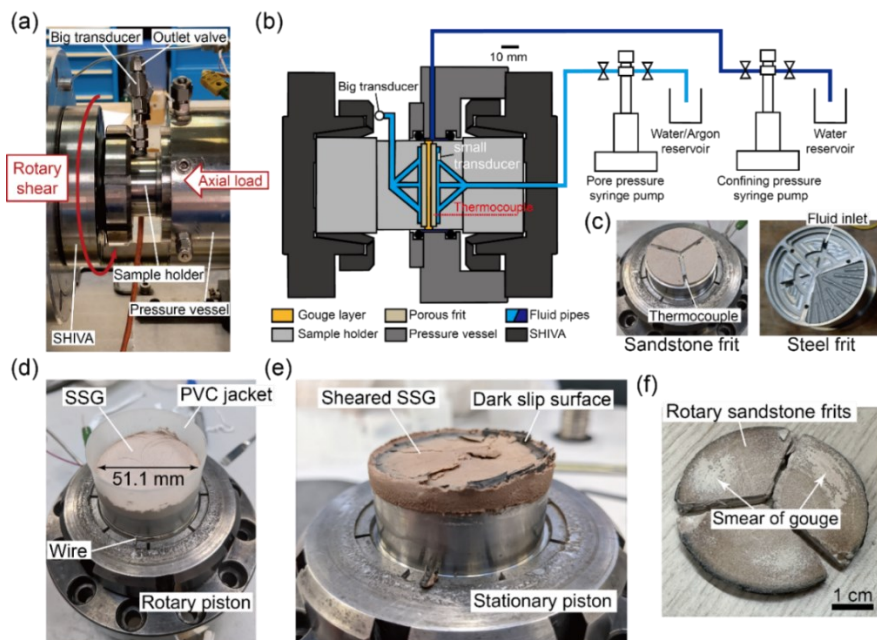 (a)
Big transducer
Outlet valve
Rotary
shear
Axial load
Sample holder
Pressure vessel
SHIVA
(b)
10 mm
Big transducer
small
transducer
Thermocouple
Water/Argon
reservoir
Water
reservoir
Pore pressure
syringe pump
Confining pressure
syringe pump
Gouge layer
Porous frit
Fluid pipes
Sample holder
Pressure vessel
SHIVA
(c)
Thermocouple
Sandstone frit
Fluid inlet
Steel frit
(d)
SSG
PVC jacket
51.1 mm
Wire
Rotary piston
(e)
Sheared SSG
Dark slip surface
Stationary piston
(f)
Rotary sandstone frits
Smear of gouge
1 cm